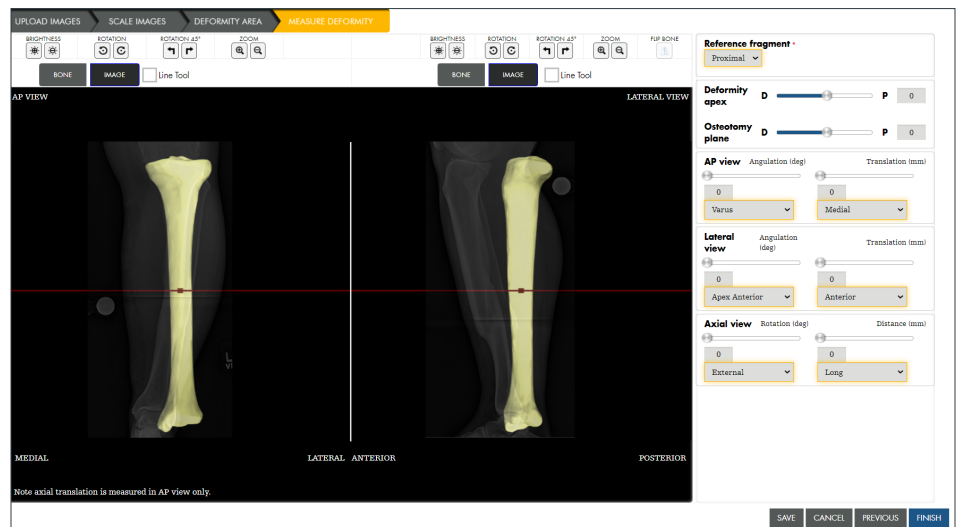 UPLOAD IMAGES SCALE IMAGES DEFORMITY AREA MEASURE DEFORMITY
BRIGHTNESS ROTATION ROTATION 45° ZOOM
BRIGHTNESS ROTATION ROTATION 45° ZOOM FLIP BONE
BONE IMAGE Line Tool
BONE IMAGE Line Tool
AP VIEW LATERAL VIEW
L
MEDIAL LATERAL ANTERIOR POSTERIOR
Note axial translation is measured in AP view only.
Reference fragment *
Proximal
Deformity apex D P 0
Osteotomy plane D P 0
AP view Angulation (deg) Translation (mm)
0 0
Varus Medial
Lateral view Angulation (deg) Translation (mm)
0 0
Apex Anterior Anterior
Axial view Rotation (deg) Distance (mm)
0 0
External Long
SAVE CANCEL PREVIOUS FINISH